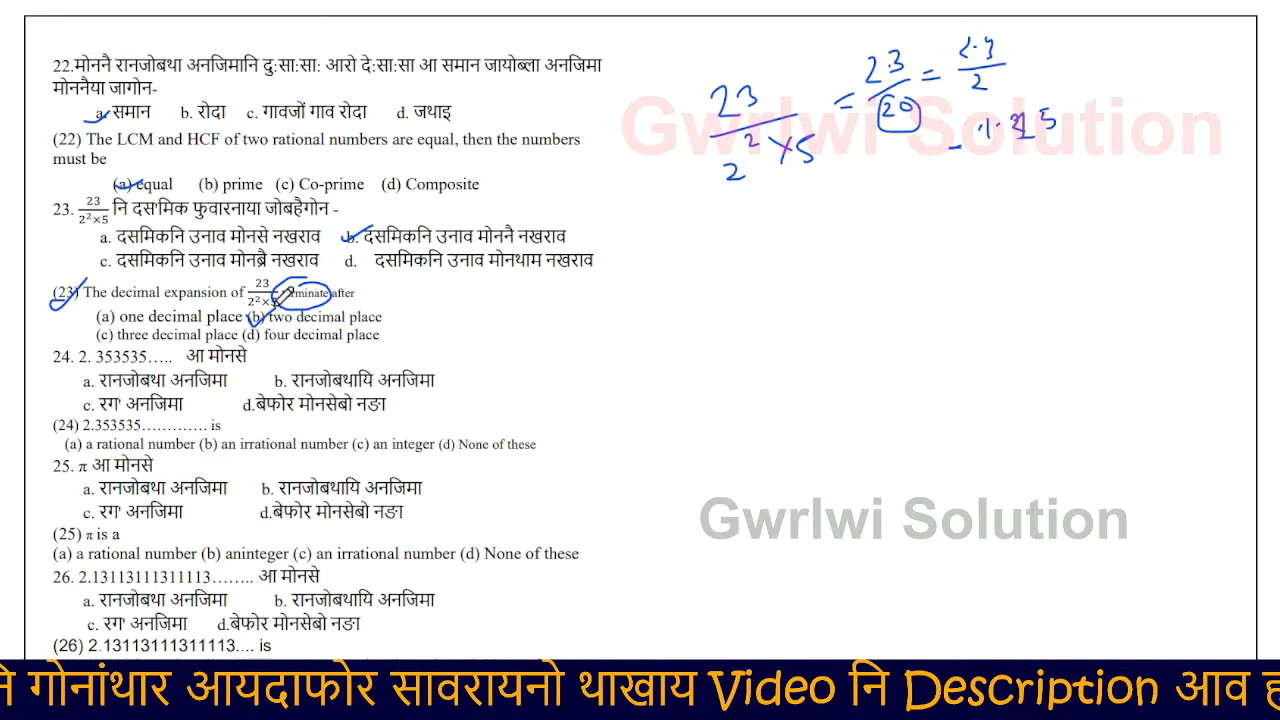 22.मोननै रानजोबथा अनजिमानि दु:सा:सा: आरो दे:सा:सा आ समान जायोब्ला अनजिमा
मोननैया जागोन-
a. समान b. रोदा c. गावजों गाव रोदा d. जथाइ
(22) The LCM and HCF of two rational numbers are equal, then the numbers
must be
(a) equal (b) prime (c) Co-prime (d) Composite
23. 23/2²×5 नि दस'मिक फुवारनाया जोबहैगोन -
a. दसमिकनि उनाव मोनसे नखराव b. दसमिकनि उनाव मोननै नखराव
c. दसमिकनि उनाव मोनब्रै नखराव d. दसमिकनि उनाव मोनथाम नखराव
(23) The decimal expansion of 23/2²×5 erminate after
(a) one decimal place (b) two decimal place
(c) three decimal place (d) four decimal place
24. 2. 353535….. आ मोनसे
a. रानजोबथा अनजिमा b. रानजोबथायि अनजिमा
c. रग' अनजिमा d.बेफोर मोनसेबो नङा
(24) 2.353535…………. is
(a) a rational number (b) an irrational number (c) an integer (d) None of these
25. π आ मोनसे
a. रानजोबथा अनजिमा b. रानजोबथायि अनजिमा
c. रग' अनजिमा d.बेफोर मोनसेबो नङा
(25) π is a
(a) a rational number (b) aninteger (c) an irrational number (d) None of these
26. 2.13113111311113…….. आ मोनसे
a. रानजोबथा अनजिमा b. रानजोबथायि अनजिमा
c. रग' अनजिमा d.बेफोर मोनसेबो नङा
(26) 2.13113111311113.... is
23/2²×5 = 23/20 =
Gwrlwi Solution
Gwrlwi Solution
गोनांथार आयदाफोर सावरायनो थाखाय Video नि Description आव